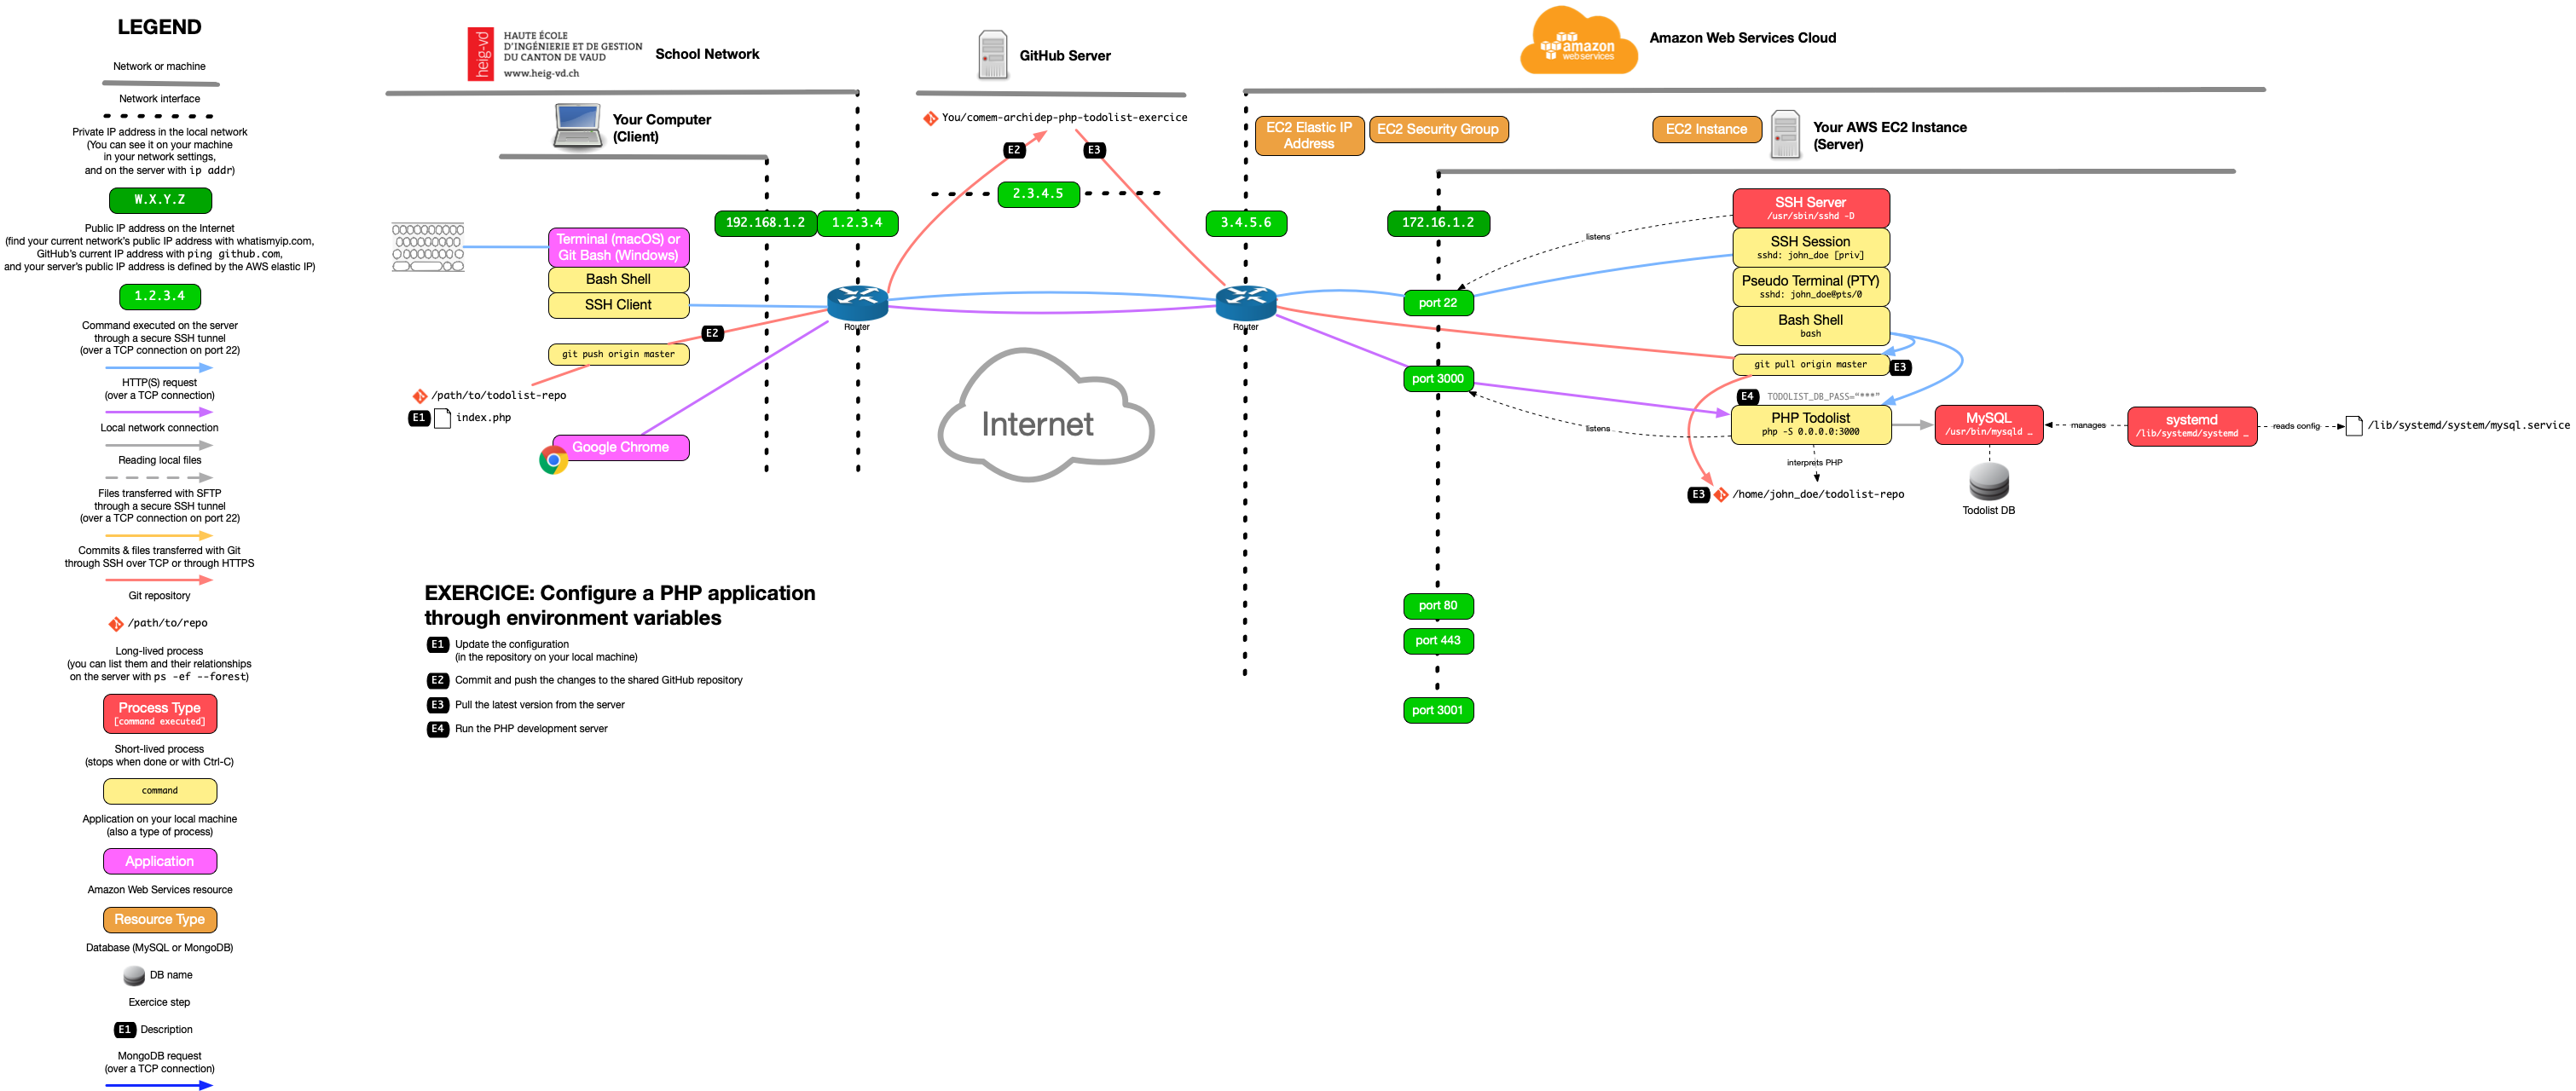 LEGEND
Network or machine
Network interface
Private IP address in the local network
(You can see it on your machine
in your network settings,
and on the server with ip addr)
W.X.Y.Z
Public IP address on the Internet
(find your current network's public IP address with whatismyip.com,
GitHub's current IP address with ping github.com,
and your server's public IP address is defined by the AWS elastic IP)
1.2.3.4
Command executed on the server
through a secure SSH tunnel
(over a TCP connection on port 22)
HTTP(S) request
(over a TCP connection)
Local network connection
Reading local files
Files transferred with SFTP
through a secure SSH tunnel
(over a TCP connection on port 22)
Commits & files transferred with Git
through SSH over TCP or through HTTPS
Git repository
/path/to/repo
Long-lived process
(you can list them and their relationships
on the server with ps -ef --forest)
Process Type
[command executed]
Short-lived process
(stops when done or with Ctrl-C)
command
Application on your local machine
(also a type of process)
Application
Amazon Web Services resource
Resource Type
Database (MySQL or MongoDB)
DB name
Exercice step
E1 Description
MongoDB request
(over a TCP connection)
heig-vd
HAUTE ÉCOLE
D'INGÉNIERIE ET DE GESTION
DU CANTON DE VAUD
www.heig-vd.ch
School Network
Your Computer
(Client)
192.168.1.2
1.2.3.4
Terminal (macOS) or
Git Bash (Windows)
Bash Shell
SSH Client
E2
git push origin master
/path/to/todolist-repo
E1 index.php
Google Chrome
Router
GitHub Server
You/comem-archidep-php-todolist-exercice
E2
E3
2.3.4.5
Internet
amazon
webservices
Amazon Web Services Cloud
EC2 Elastic IP
Address
EC2 Security Group
EC2 Instance
Your AWS EC2 Instance
(Server)
3.4.5.6
172.16.1.2
Router
listens
port 22
port 3000
listens
port 80
port 443
port 3001
SSH Server
/usr/sbin/sshd -D
SSH Session
sshd: john_doe [priv]
Pseudo Terminal (PTY)
sshd: john_doe@pts/0
Bash Shell
bash
git pull origin master
E3
E4 TODOLIST_DB_PASS="***"
PHP Todolist
php -S 0.0.0.0:3000
interprets PHP
E3 /home/john_doe/todolist-repo
MySQL
/usr/bin/mysqld …
Todolist DB
manages
systemd
/lib/systemd/systemd …
reads config
/lib/systemd/system/mysql.service
EXERCICE: Configure a PHP application
through environment variables
E1 Update the configuration
(in the repository on your local machine)
E2 Commit and push the changes to the shared GitHub repository
E3 Pull the latest version from the server
E4 Run the PHP development server